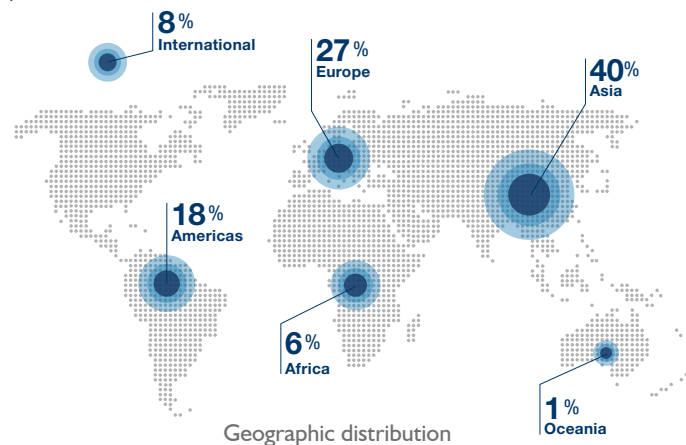 8%
International
27%
Europe
40%
Asia
18%
Americas
6%
Africa
1%
Oceania
Geographic distribution